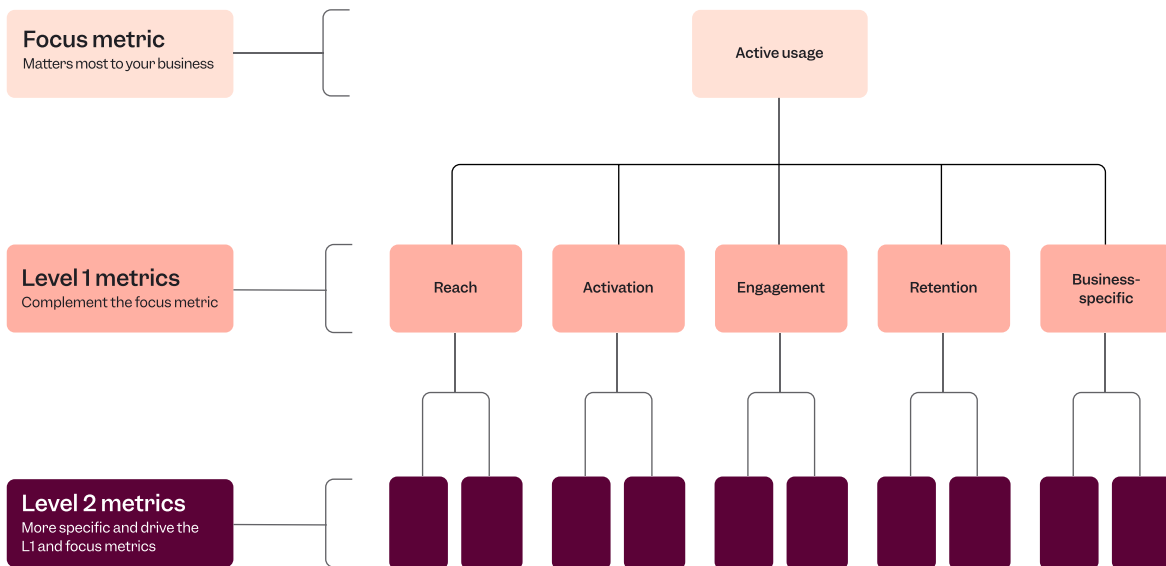 Focus metric
Matters most to your business
Active usage
Level 1 metrics
Complement the focus metric
Reach
Activation
Engagement
Retention
Business-
specific
Level 2 metrics
More specific and drive the
L1 and focus metrics